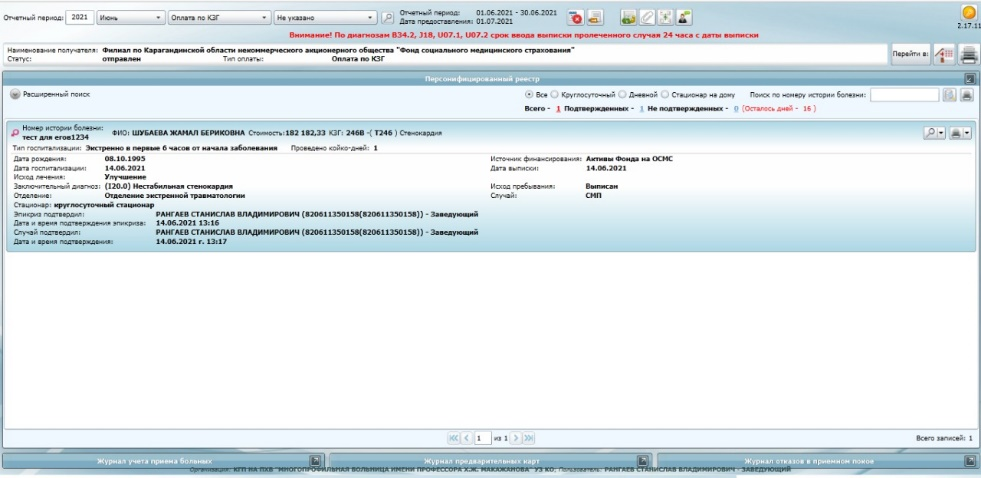 Отчетный период: 2021 Июнь Оплата по КЗГ Не указано Отчетный период: 01.06.2021 - 30.06.2021
Дата предоставления: 01.07.2021
2.17.11
Внимание! По диагнозам B34.2, J18, U07.1, U07.2 срок ввода выписки пролеченного случая 24 часа с даты выписки
Наименование получателя: Филиал по Карагандинской области некоммерческого акционерного общества "Фонд социального медицинского страхования"
Статус: отправлен Тип оплаты: Оплата по КЗГ
Перейти в:
Персонифицированный реестр
Расширенный поиск Все Круглосуточный Дневной Стационар на дому Поиск по номеру истории болезни:
Всего - 1 Подтвержденных - 1 Не подтвержденных - 0 (Осталось дней - 16 )
Номер истории болезни:
тест для еров1234 ФИО: ШУБАЕВА ЖАМАЛ БЕРИКОВНА Стоимость:182 182,33 КЗГ: 246B -( T246 ) Стенокардия
Тип госпитализации: Экстренно в первые 6 часов от начала заболевания Проведено койко-дней: 1
Дата рождения: 08.10.1995 Источник финансирования: Активы Фонда на ОСМС
Дата госпитализации: 14.06.2021 Дата выписки: 14.06.2021
Исход лечения: Улучшение
Заключительный диагноз: (I20.0) Нестабильная стенокардия Исход пребывания: Выписан
Отделение: Отделение экстренной травматологии Случай: СМП
Стационар: круглосуточный стационар
Эпикриз подтвердил: РАНГАЕВ СТАНИСЛАВ ВЛАДИМИРОВИЧ (820611350158(820611350158)) - Заведующий
Дата и время подтверждения эпикриза: 14.06.2021 13:16
Случай подтвердил: РАНГАЕВ СТАНИСЛАВ ВЛАДИМИРОВИЧ (820611350158(820611350158)) - Заведующий
Дата и время подтверждения: 14.06.2021 г. 13:17
1 из 1
Всего записей: 1
Журнал учета приема больных Журнал предварительных карт Журнал отказов в приемном покое
Организация: КГП НА ПХВ "МНОГОПРОФИЛЬНАЯ БОЛЬНИЦА ИМЕНИ ПРОФЕССОРА Х.Ж. МАКАЖАНОВА" УЗ КО; Пользователь: РАНГАЕВ СТАНИСЛАВ ВЛАДИМИРОВИЧ - ЗАВЕДУЮЩИЙ